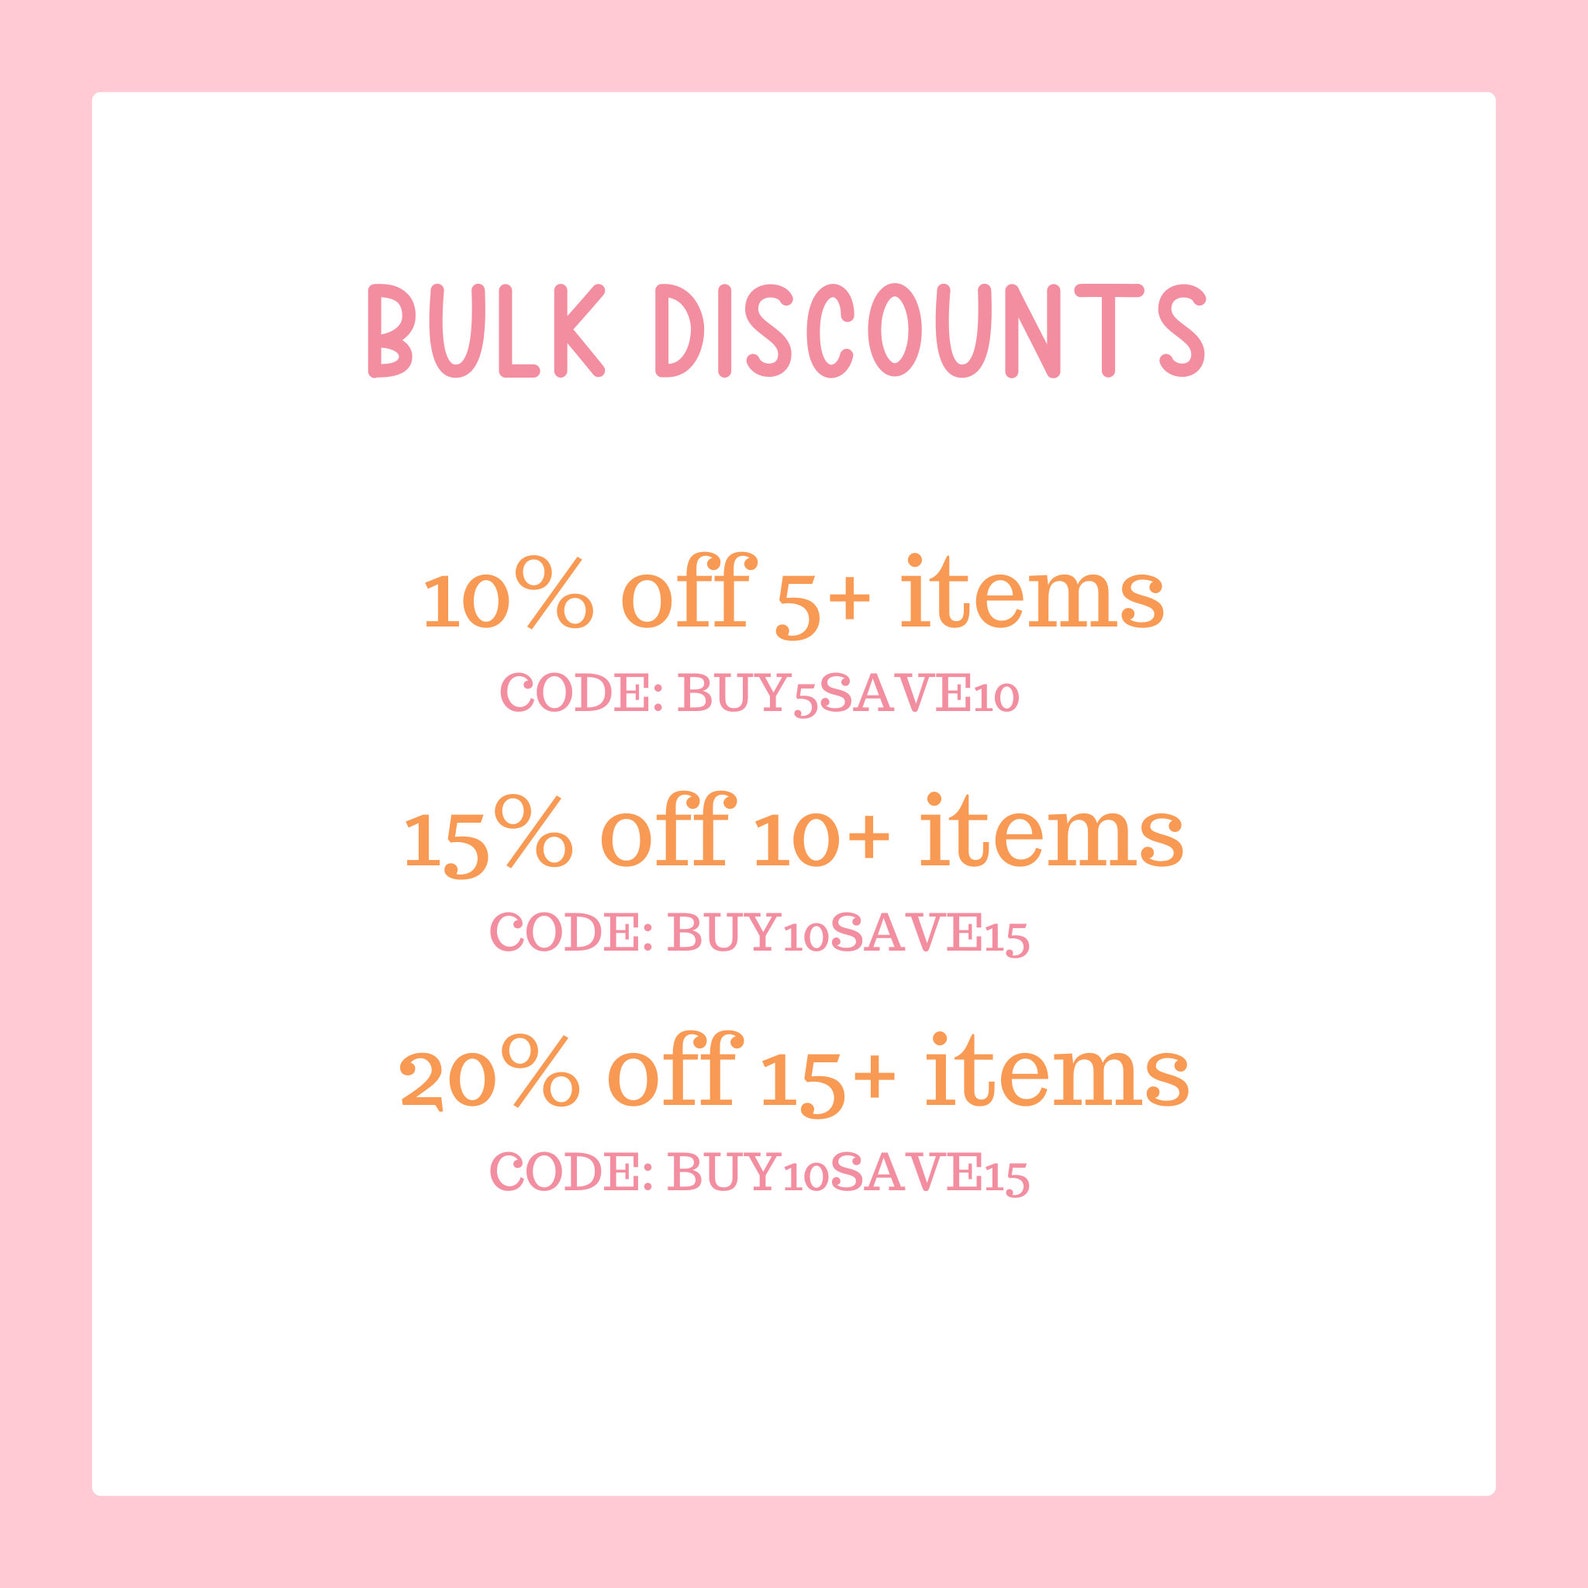 BULK DISCOUNTS
10% off 5+ items
CODE: BUY5SAVE10
15% off 10+ items
CODE: BUY10SAVE15
20% off 15+ items
CODE: BUY10SAVE15